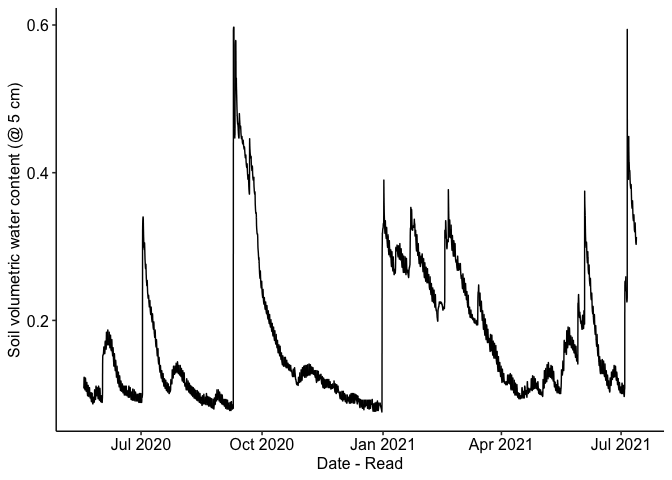 Soil volumetric water content (@ 5 cm)
0.6
0.4
0.2
Jul 2020
Oct 2020
Jan 2021
Apr 2021
Jul 2021
Date - Read